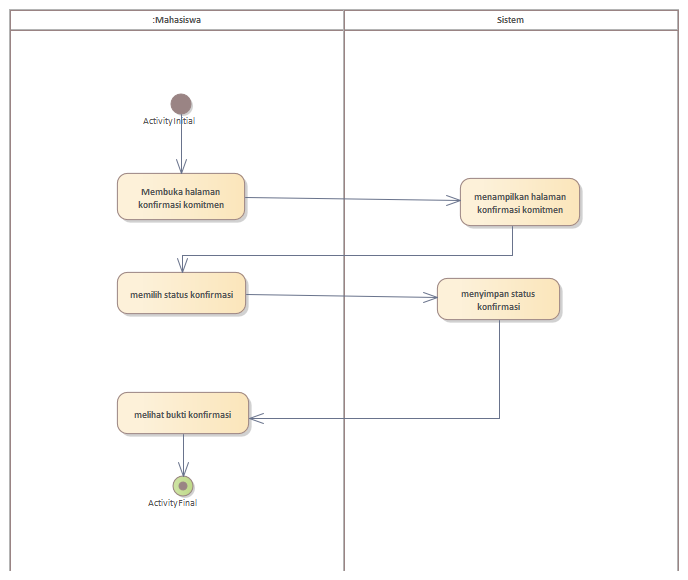 :Mahasiswa
Sistem
ActivityInitial
Membuka halaman
konfirmasi komitmen
menampilkan halaman
konfirmasi komitmen
memilih status konfirmasi
menyimpan status
konfirmasi
melihat bukti konfirmasi
ActivityFinal